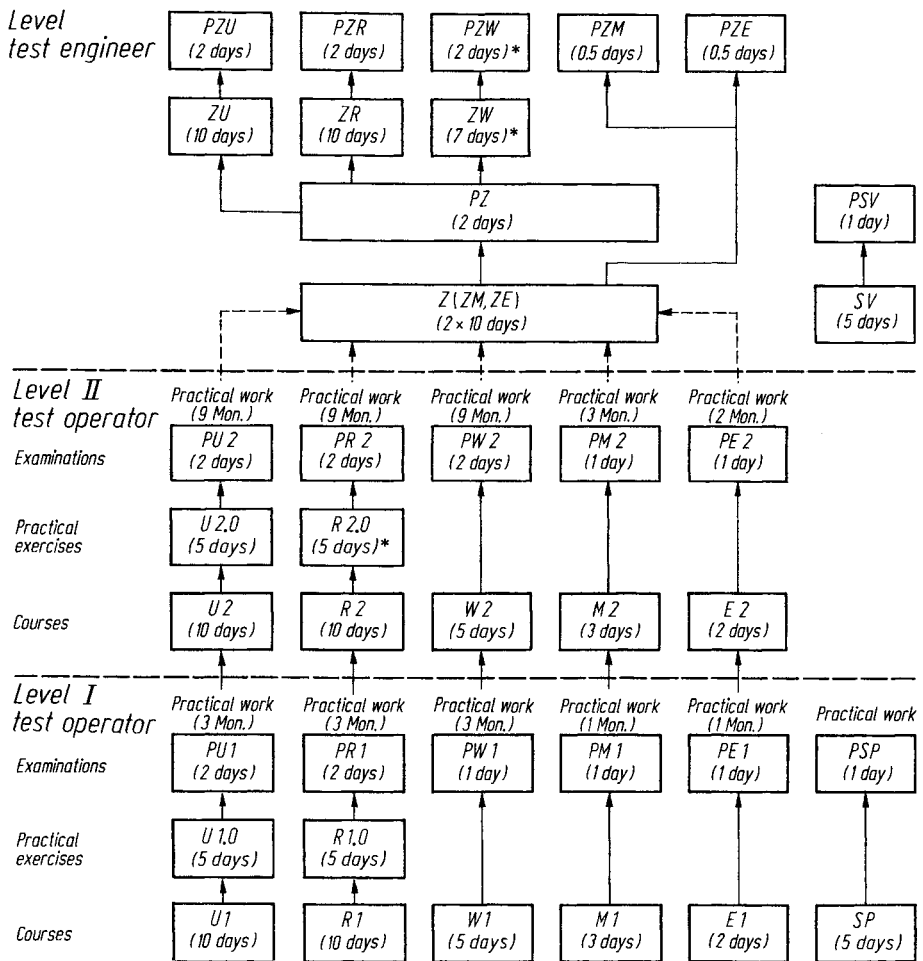 Level
test engineer
PZU
(2 days)
PZR
(2 days)
PZW
(2 days)*
PZM
(0.5 days)
PZE
(0.5 days)
ZU
(10 days)
ZR
(10 days)
ZW
(7 days)*
PZ
(2 days)
PSV
(1 day)
Z (ZM, ZE)
(2 × 10 days)
SV
(5 days)
Level II
test operator
Practical work
(9 Mon.)
Practical work
(9 Mon.)
Practical work
(9 Mon.)
Practical work
(3 Mon.)
Practical work
(2 Mon.)
Examinations
PU 2
(2 days)
PR 2
(2 days)
PW 2
(2 days)
PM 2
(1 day)
PE 2
(1 day)
Practical
exercises
U 2.0
(5 days)
R 2.0
(5 days)*
Courses
U 2
(10 days)
R 2
(10 days)
W 2
(5 days)
M 2
(3 days)
E 2
(2 days)
Level I
test operator
Practical work
(3 Mon.)
Practical work
(3 Mon.)
Practical work
(3 Mon.)
Practical work
(1 Mon.)
Practical work
(1 Mon.)
Practical work
Examinations
PU 1
(2 days)
PR 1
(2 days)
PW 1
(1 day)
PM 1
(1 day)
PE 1
(1 day)
PSP
(1 day)
Practical
exercises
U 1.0
(5 days)
R 1.0
(5 days)
Courses
U 1
(10 days)
R 1
(10 days)
W 1
(5 days)
M 1
(3 days)
E 1
(2 days)
SP
(5 days)